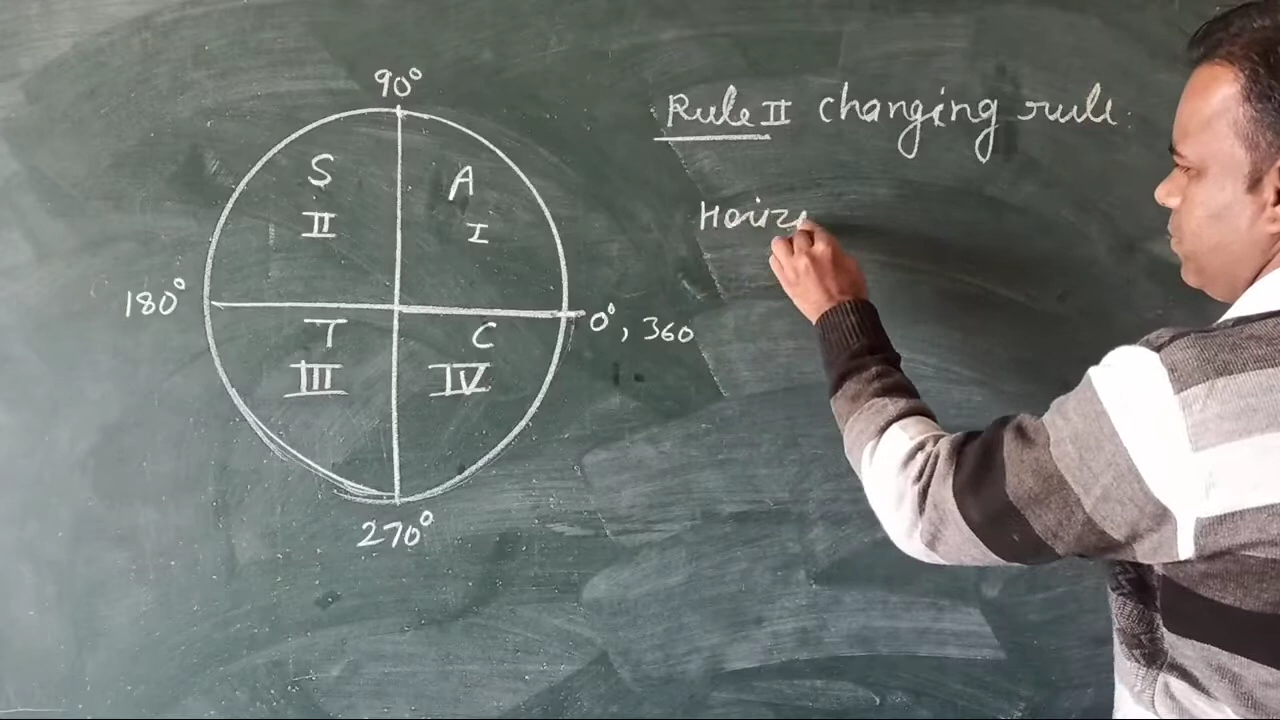 90°
Rule II changing rule.
S
A
II
I
Horiz
180°
0°, 360
T
C
III
IV
270°